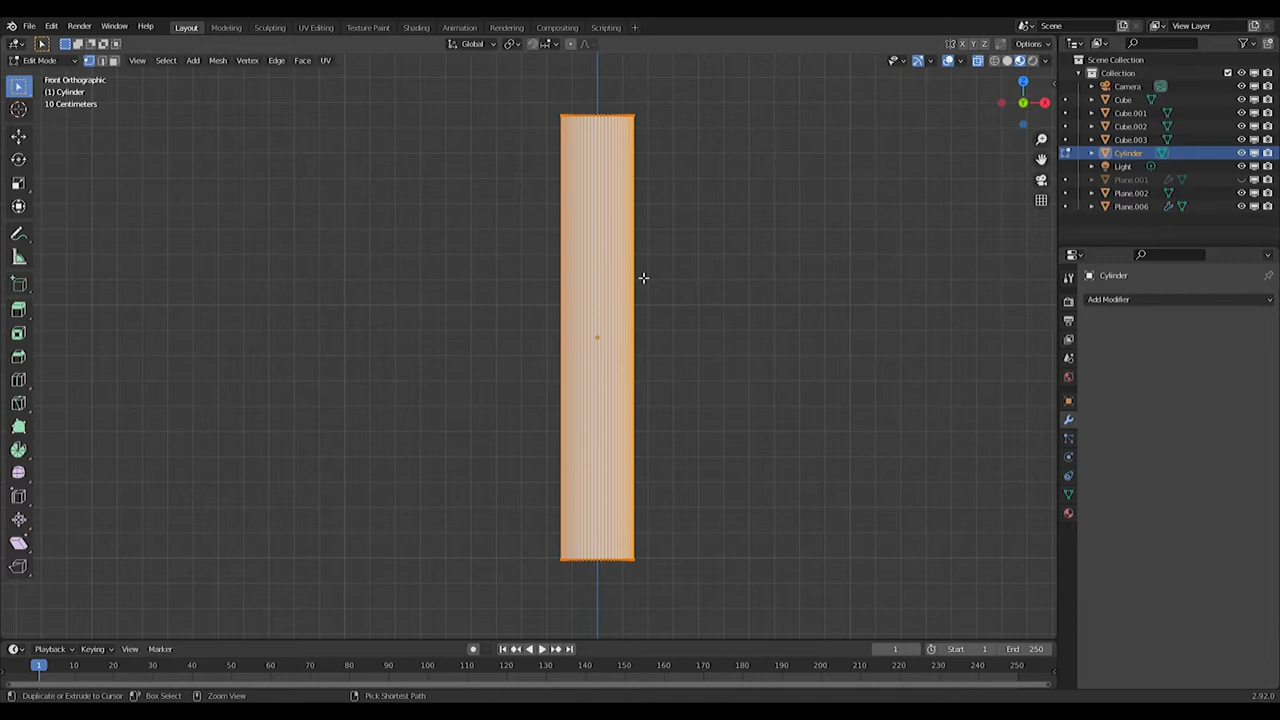 File Edit Render Window Help Layout Modeling Sculpting UV Editing Texture Paint Shading Animation Rendering Compositing Scripting + Scene View Layer
Global X Y Z Options
Edit Mode View Select Add Mesh Vertex Edge Face UV
Front Orthographic
(1) Cylinder
10 Centimeters
Z
Y
X
Scene Collection
Collection
Camera
Cube
Cube.001
Cube.002
Cube.003
Cylinder
Light
Plane.001
Plane.002
Plane.006
Cylinder
Add Modifier
Playback Keying View Marker 1 Start 1 End 250
1 10 20 30 40 50 60 70 80 90 100 110 120 130 140 150 160 170 180 190 200 210 220 230 240 250
Duplicate or Extrude to Cursor Box Select Zoom View Pick Shortest Path 2.92.0